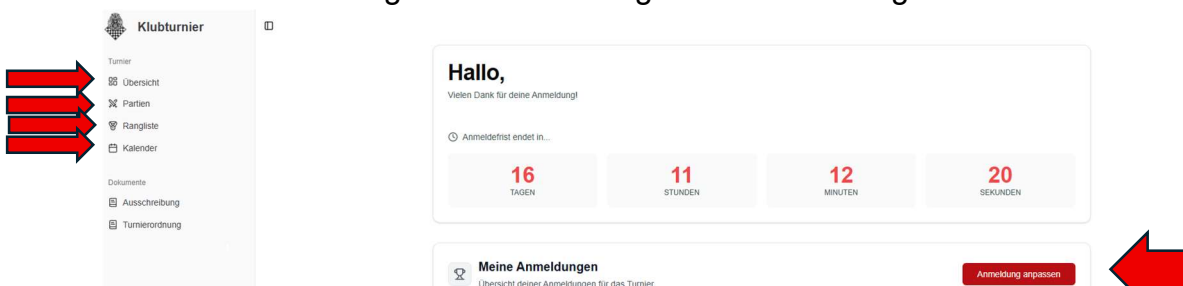 Klubturnier
Turnier
Übersicht
Partien
Rangliste
Kalender
Dokumente
Ausschreibung
Turnierordnung
Hallo,
Vielen Dank für deine Anmeldung!
Anmeldefrist endet in...
16 11 12 20
TAGEN STUNDEN MINUTEN SEKUNDEN
Meine Anmeldungen
Übersicht deiner Anmeldungen für das Turnier
Anmeldung anpassen